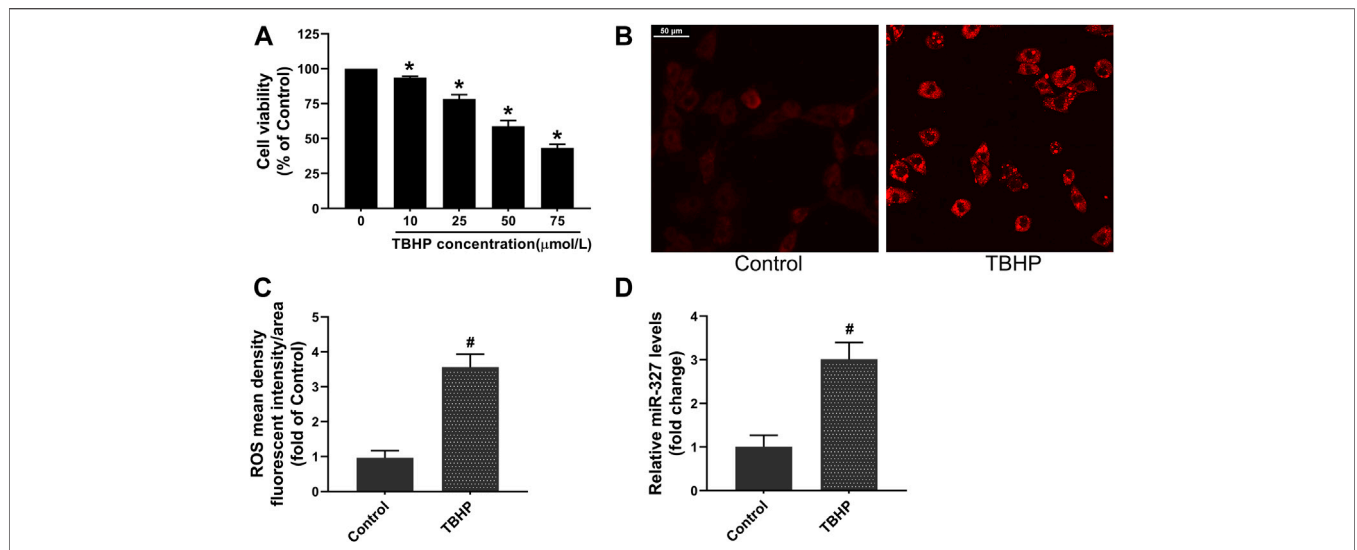 A
125
100
75
50
25
0
Cell viability
(% of Control)
*
*
*
*
0 10 25 50 75
TBHP concentration(μmol/L)
B
50 μm
Control TBHP
C
5
4
3
2
1
0
ROS mean density
fluorescent intensity/area
(fold of Control)
#
Control TBHP
D
4
3
2
1
0
Relative miR-327 levels
(fold change)
#
Control TBHP